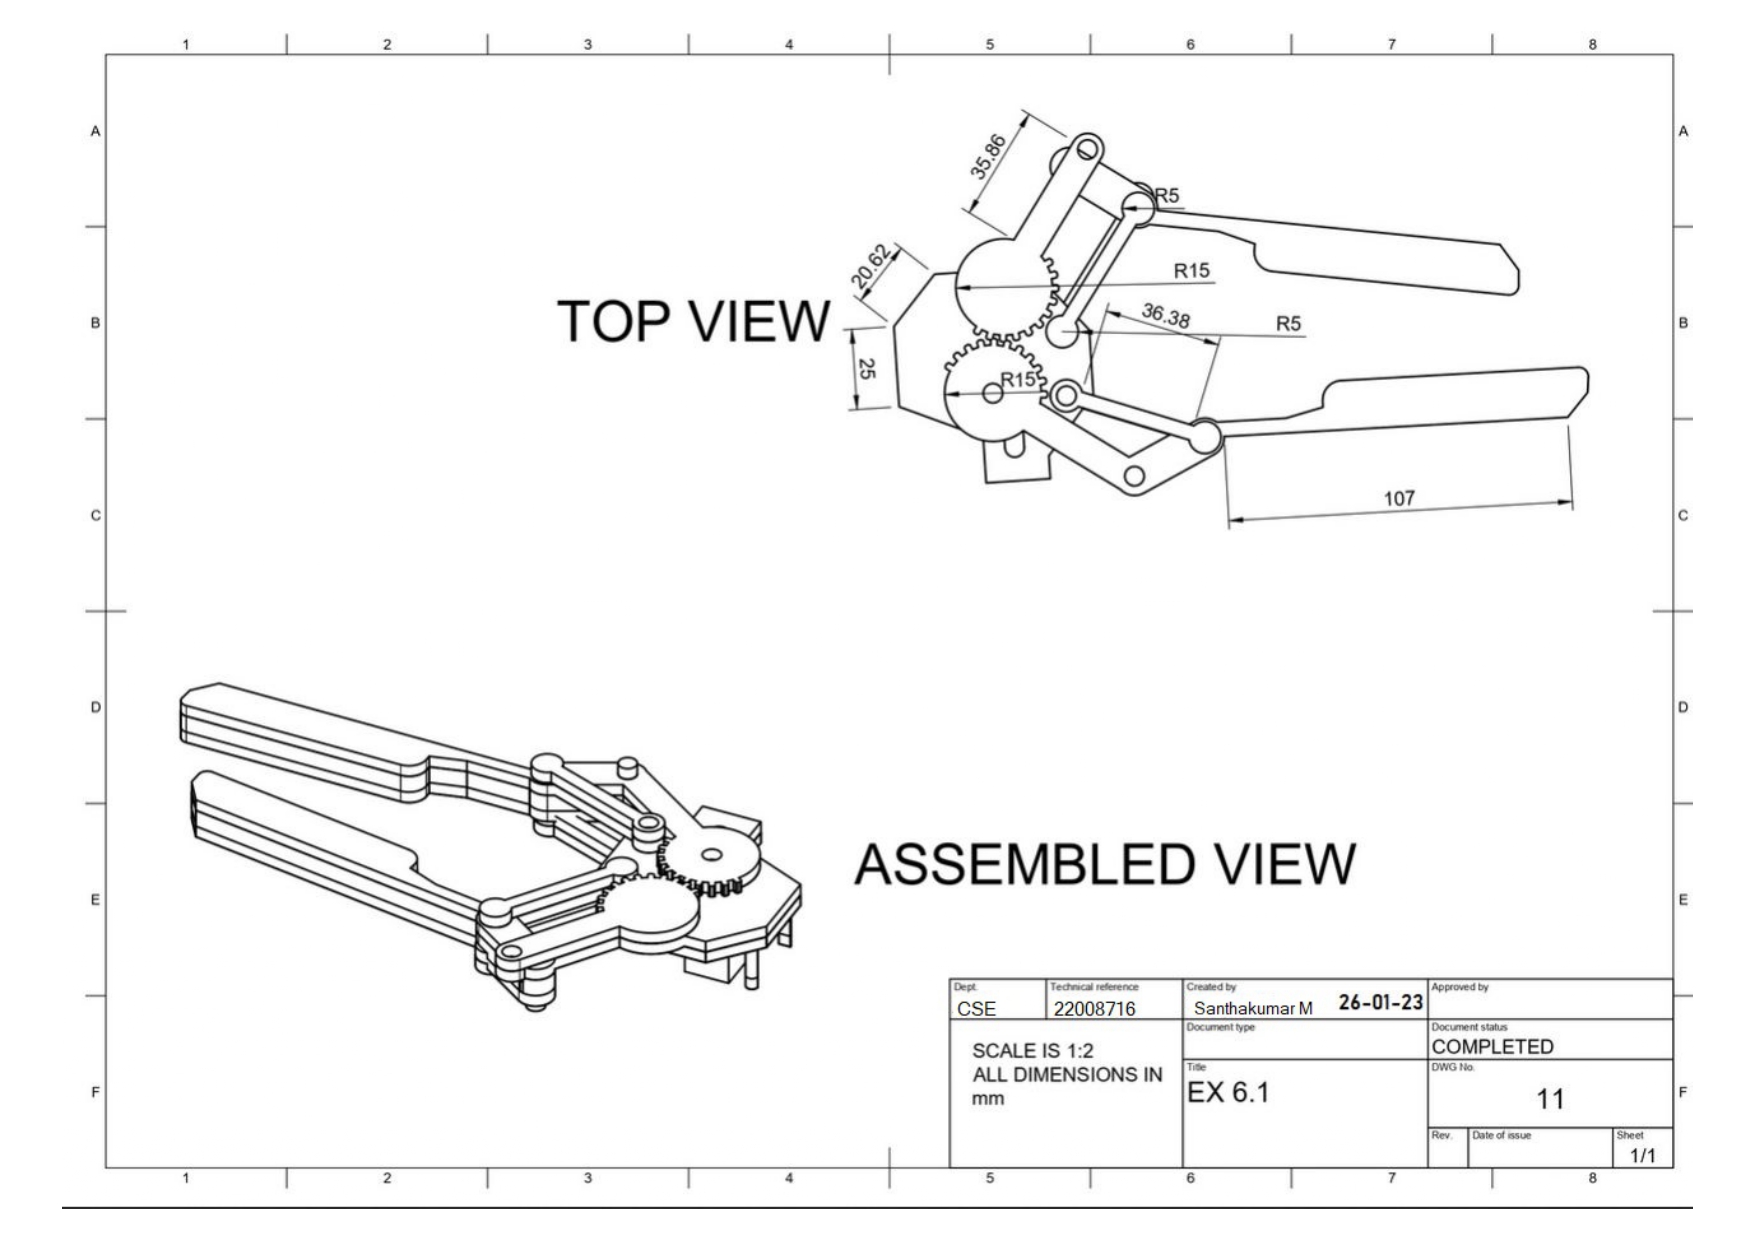 1 2 3 4 5 6 7 8
A A
35.86
R5
20.62
R15
TOP VIEW
B B
36.38
R5
25
R15
107
C C
D D
ASSEMBLED VIEW
E E
Dept.
CSE
Technical reference
22008716
Created by
Santhakumar M 26-01-23
Approved by
Document type
Document status
COMPLETED
SCALE IS 1:2
ALL DIMENSIONS IN
mm
Title
EX 6.1
DWG No.
11
F F
Rev.
Date of issue
Sheet
1/1
1 2 3 4 5 6 7 8